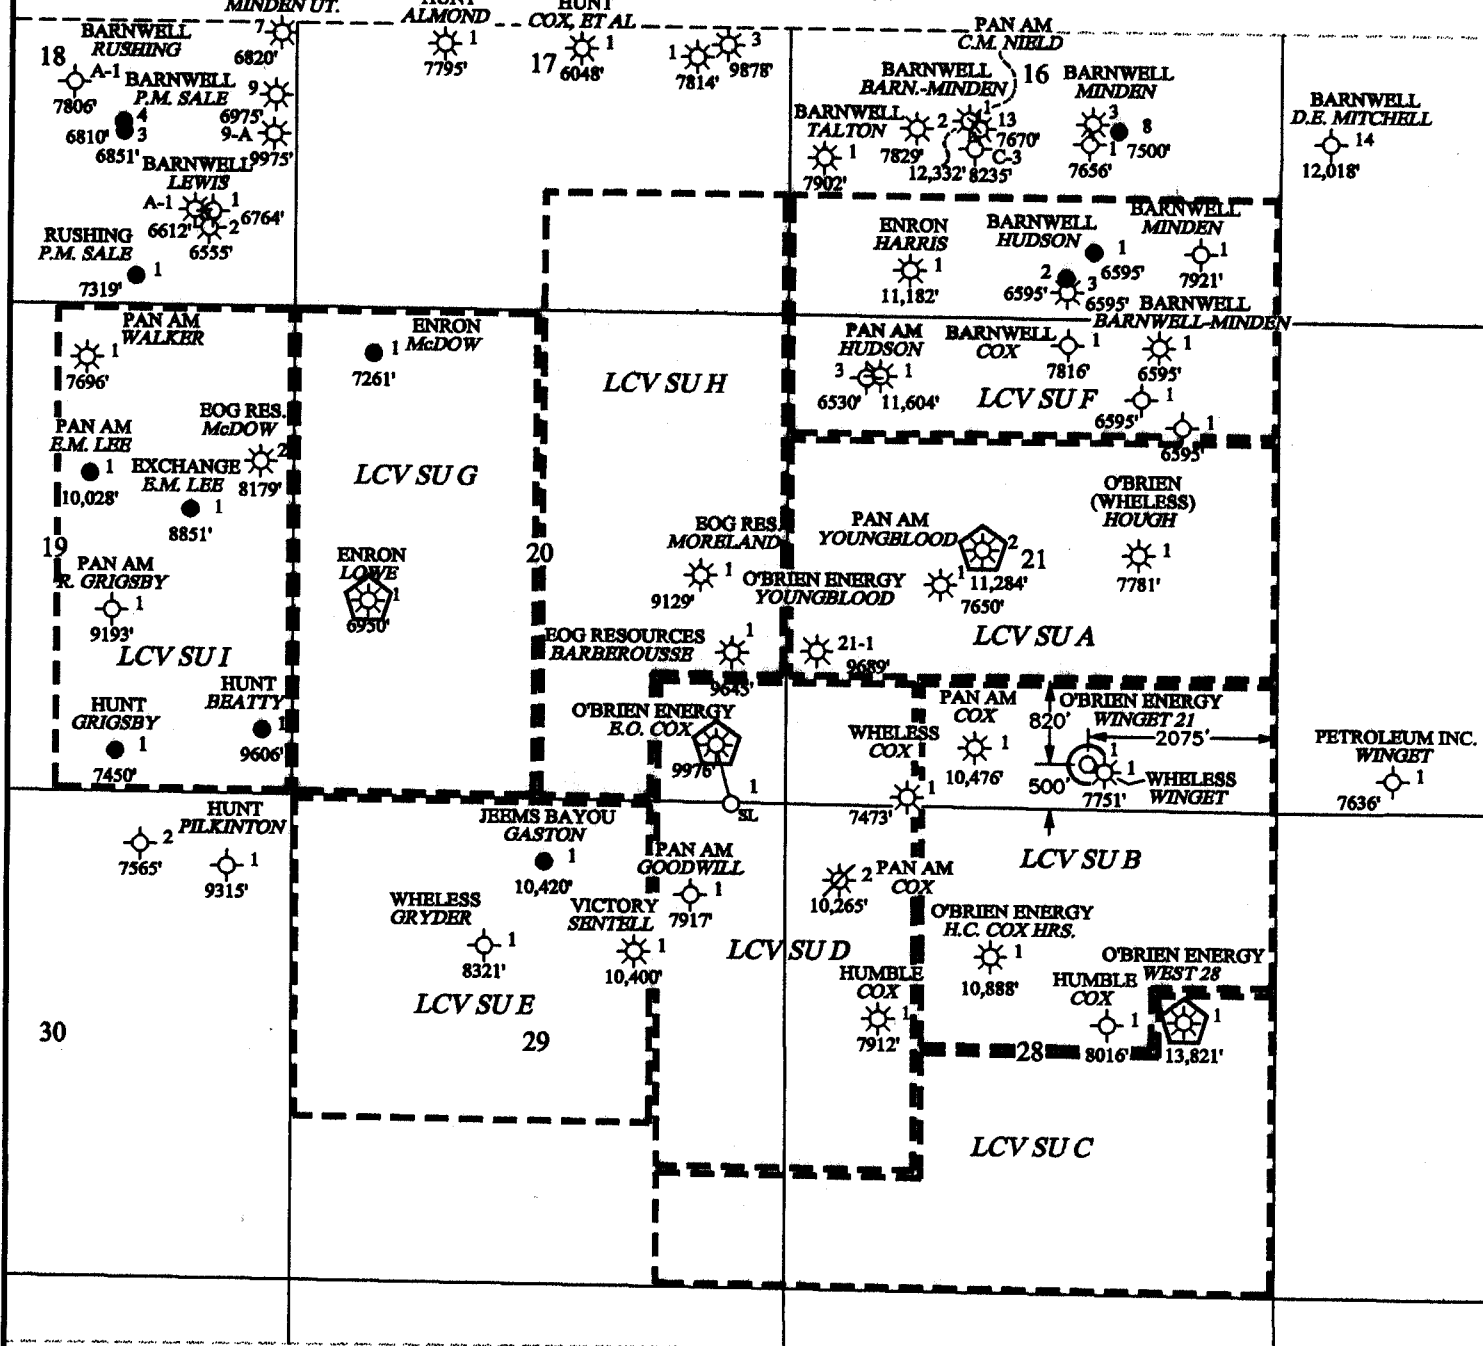 MINDEN UT.
HUNT
ALMOND
HUNT
COX, ET AL
PAN AM
C.M. NIELD
18
BARNWELL
RUSHING
7
6820'
1
7795'
17
1
6048'
1
7814'
3
9878'
16
A-1
7806'
BARNWELL
P.M. SALE
9
6975'
4
6810'
3
6851'
9-A
9975'
BARNWELL
LEWIS
A-1
1
6764'
6612'
2
6555'
RUSHING
P.M. SALE
1
7319'
BARNWELL
BARN.-MINDEN
BARNWELL
MINDEN
BARNWELL
TALTON
2
7829'
1
13
7670'
C-3
12,332'
8235'
1
7902'
3
8
7500'
1
7656'
BARNWELL
D.E. MITCHELL
14
12,018'
ENRON
HARRIS
1
11,182'
BARNWELL
HUDSON
1
6595'
2
6595'
3
6595'
BARNWELL
MINDEN
1
7921'
BARNWELL
BARNWELL-MINDEN
1
6595'
PAN AM
HUDSON
3
1
6530'
11,604'
BARNWELL
COX
1
7816'
LCV SU F
1
6595'
1
6595'
PAN AM
WALKER
1
7696'
ENRON
McDOW
1
7261'
LCV SU H
EOG RES.
McDOW
2
8179'
PAN AM
E.M. LEE
1
10,028'
EXCHANGE
E.M. LEE
1
8851'
LCV SU G
19
20
PAN AM
R. GRIGSBY
1
9193'
LCV SU I
ENRON
LOWE
1
6950'
EOG RES.
MORELAND
1
9129'
PAN AM
YOUNGBLOOD
2
11,284'
21
O'BRIEN
(WHELESS)
HOUGH
1
7781'
O'BRIEN ENERGY
YOUNGBLOOD
1
7650'
LCV SU A
21-1
9689'
EOG RESOURCES
BARBEROUSSE
1
9645'
HUNT
BEATTY
1
9606'
HUNT
GRIGSBY
1
7450'
O'BRIEN ENERGY
E.O. COX
9976'
1
SL
WHELESS
COX
1
7473'
PAN AM
COX
1
10,476'
820'
O'BRIEN ENERGY
WINGET 21
2075'
1
500'
1
7751'
WHELESS
WINGET
PETROLEUM INC.
WINGET
1
7636'
HUNT
PILKINTON
2
7565'
1
9315'
JEEMS BAYOU
GASTON
1
10,420'
PAN AM
GOODWILL
1
7917'
2
PAN AM
COX
10,265'
LCV SU B
WHELESS
GRYDER
1
8321'
VICTORY
SENTELL
1
10,400'
LCV SU D
O'BRIEN ENERGY
H.C. COX HRS.
1
10,888'
HUMBLE
COX
1
7912'
HUMBLE
COX
1
8016'
O'BRIEN ENERGY
WEST 28
1
13,821'
LCV SU E
30
29
28
LCV SU C